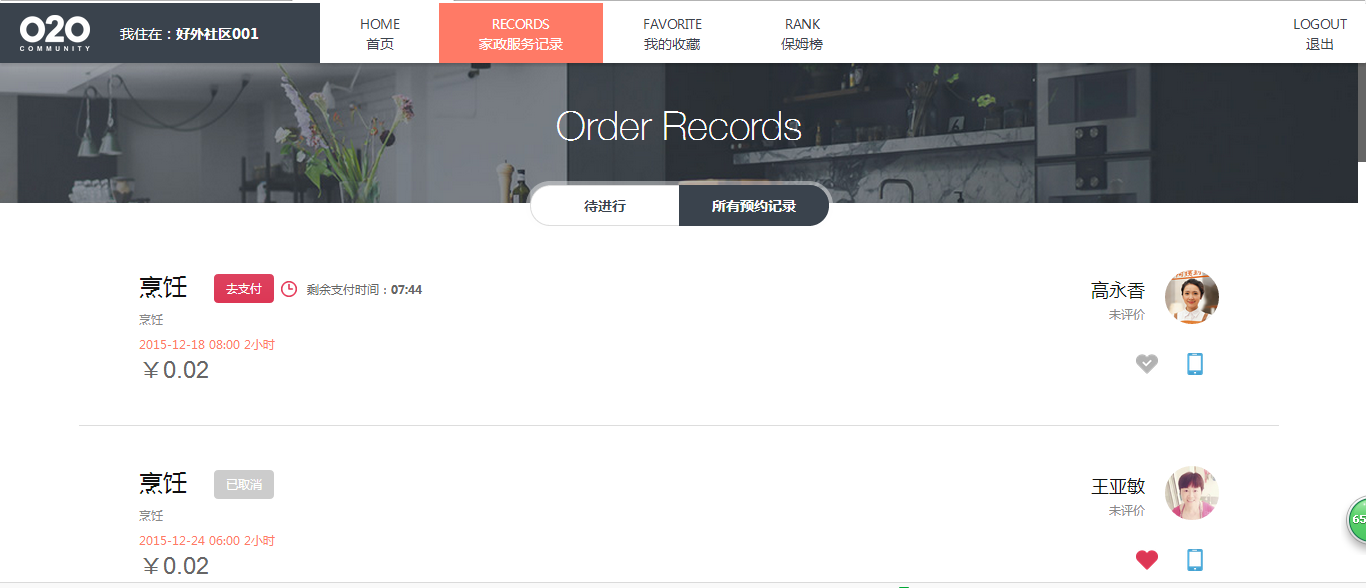 O2O
COMMUNITY
我住在：好外社区001
HOME
首页
RECORDS
家政服务记录
FAVORITE
我的收藏
RANK
保姆榜
LOGOUT
退出
Order Records
待进行
所有预约记录
烹饪
去支付
剩余支付时间：07:44
烹饪
2015-12-18 08:00 2小时
￥0.02
高永香
未评价
烹饪
已取消
烹饪
2015-12-24 06:00 2小时
￥0.02
王亚敏
未评价
65